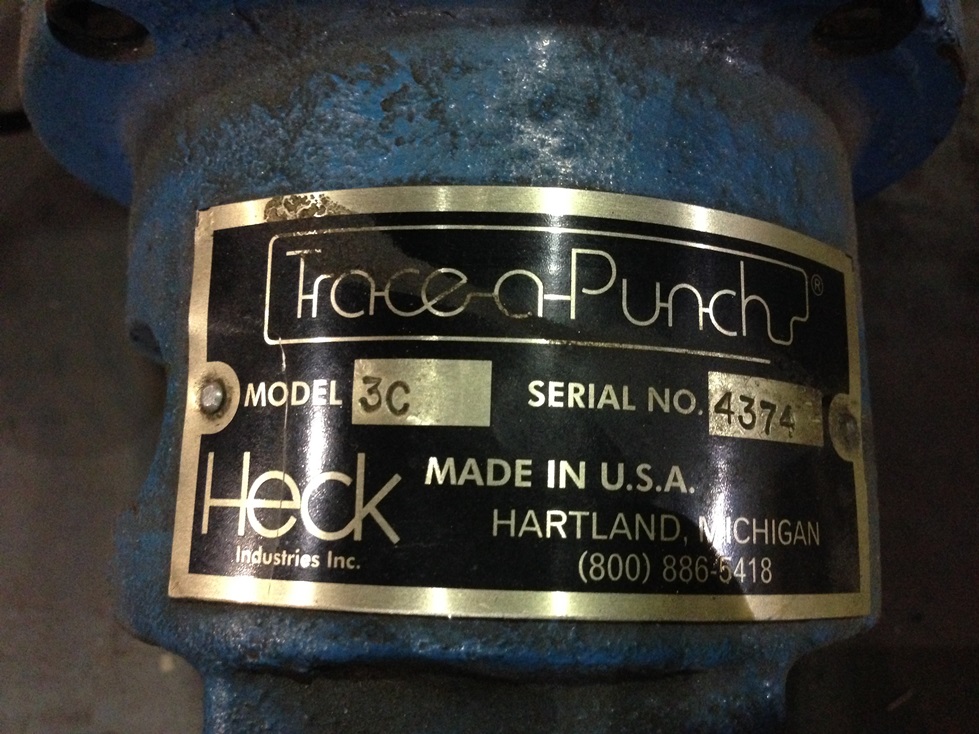 Trace-a-Punch ®
MODEL 3C SERIAL NO. 4374
Heck
Industries Inc.
MADE IN U.S.A.
HARTLAND, MICHIGAN
(800) 886-5418